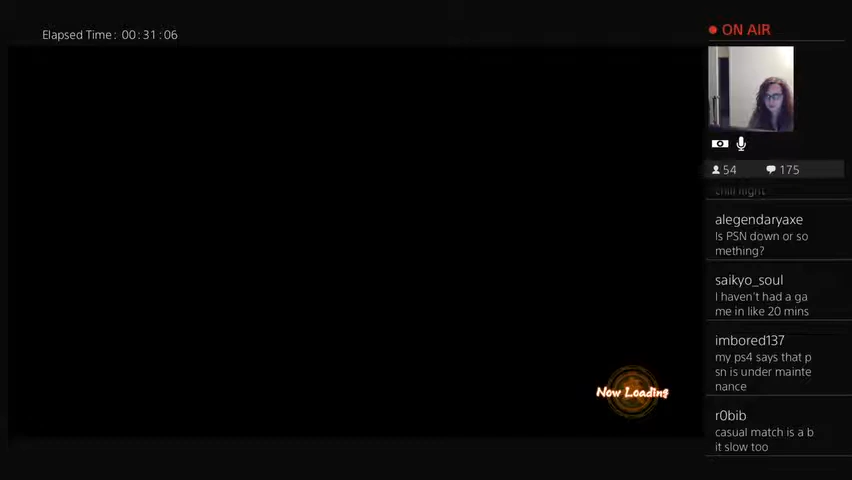 Elapsed Time: 00:31:06
ON AIR
54 175
chill night
alegendaryaxe
Is PSN down or so
mething?
saikyo_soul
I haven't had a ga
me in like 20 mins
imbored137
my ps4 says that p
sn is under mainte
nance
Now Loading
r0bib
casual match is a b
it slow too